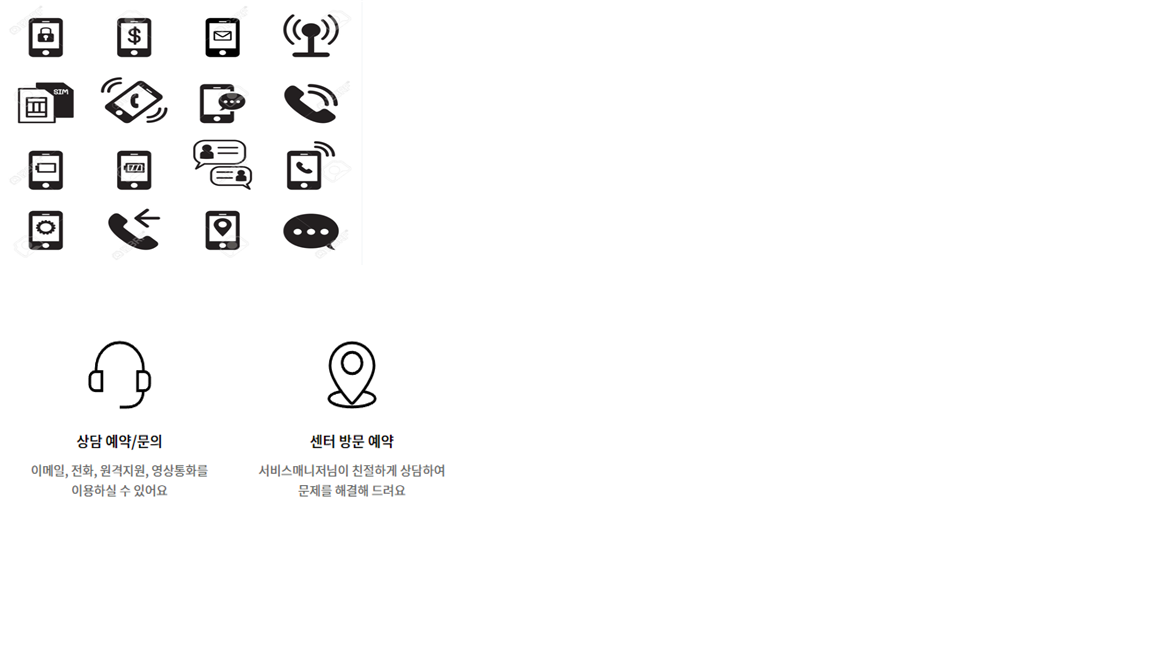 $
SIM
상담 예약/문의
센터 방문 예약
이메일, 전화, 원격지원, 영상통화를
이용하실 수 있어요
서비스매니저님이 친절하게 상담하여
문제를 해결해 드려요